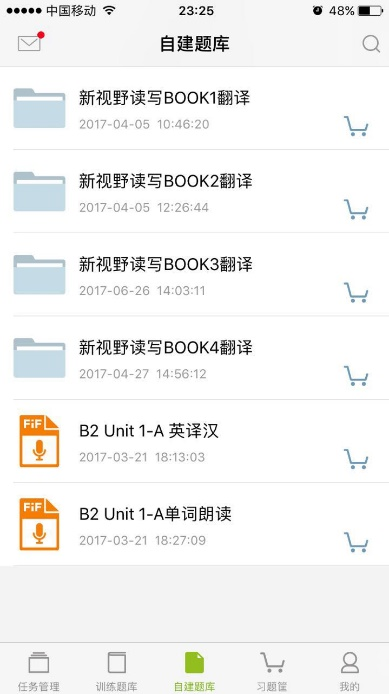 中国移动 23:25 48%
自建题库
新视野读写BOOK1翻译
2017-04-05 10:46:20
新视野读写BOOK2翻译
2017-04-05 12:26:44
新视野读写BOOK3翻译
2017-06-26 14:03:11
新视野读写BOOK4翻译
2017-04-27 14:56:12
FiF
B2 Unit 1-A 英译汉
2017-03-21 18:13:03
FiF
B2 Unit 1-A单词朗读
2017-03-21 18:27:09
任务管理 训练题库 自建题库 习题筐 我的